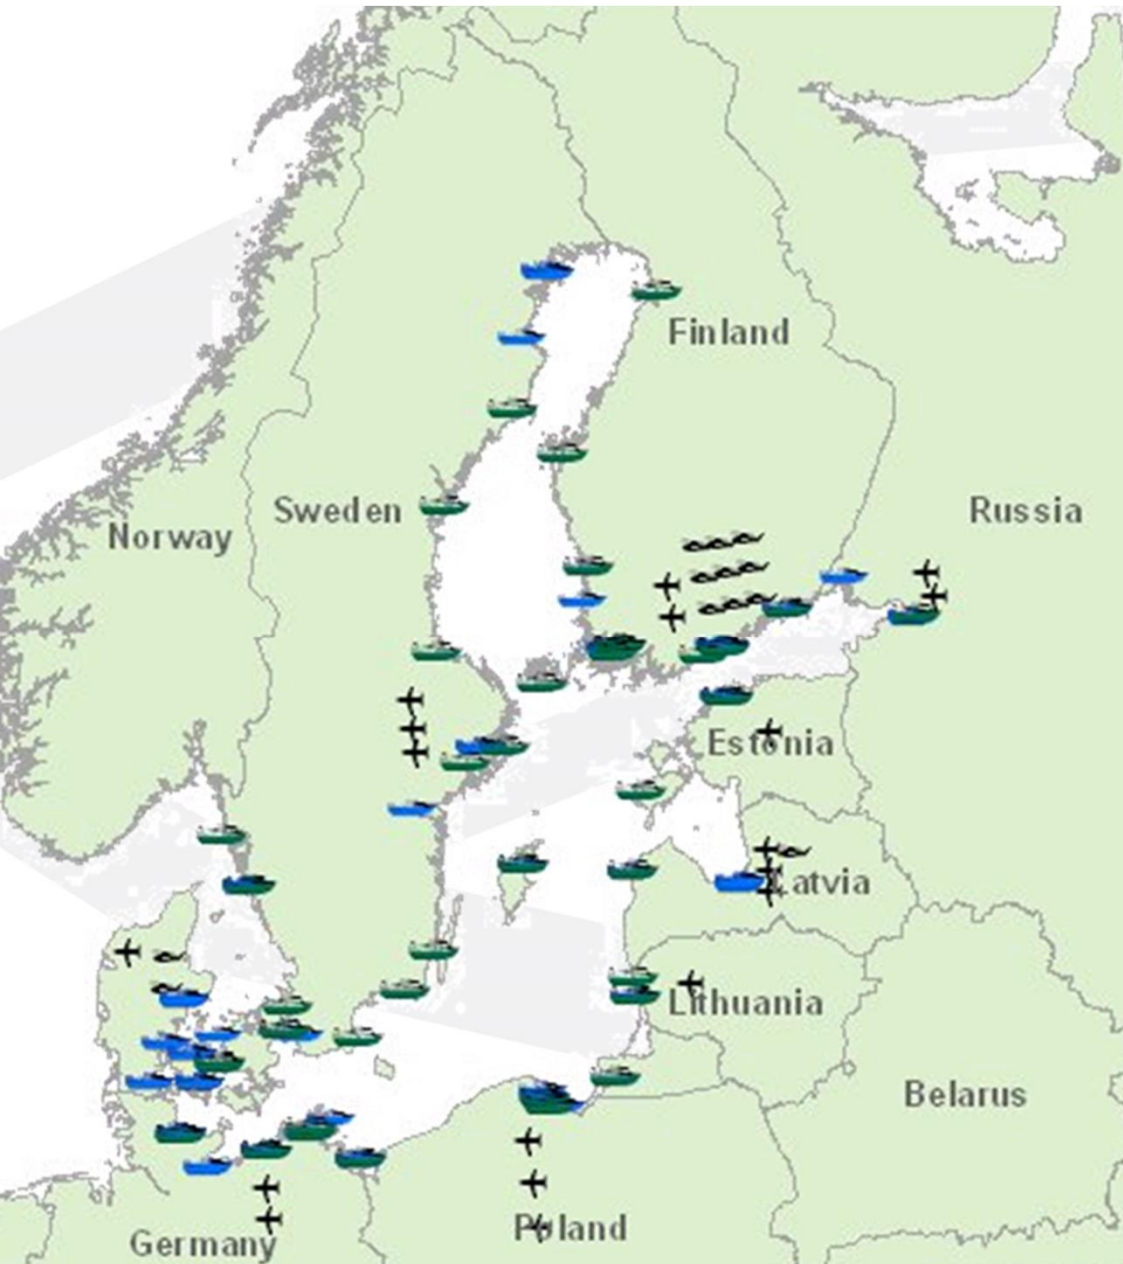 Finland
Sweden
Norway
Russia
Estonia
Latvia
Lithuania
Belarus
Poland
Germany